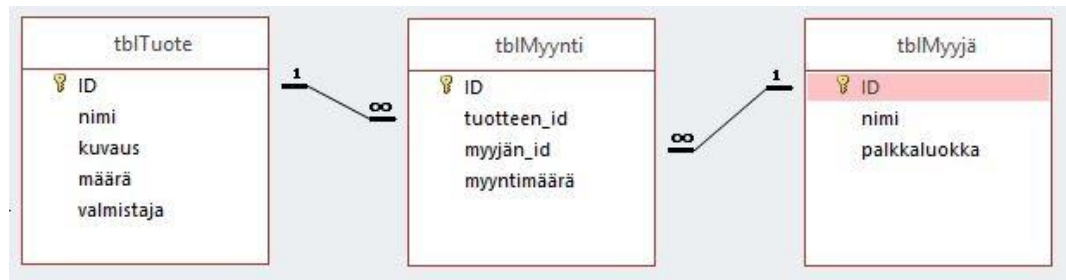 tblTuote
ID
nimi
kuvaus
määrä
valmistaja
1
∞
tblMyynti
ID
tuotteen_id
myyjän_id
myyntimäärä
∞
1
tblMyyjä
ID
nimi
palkkaluokka